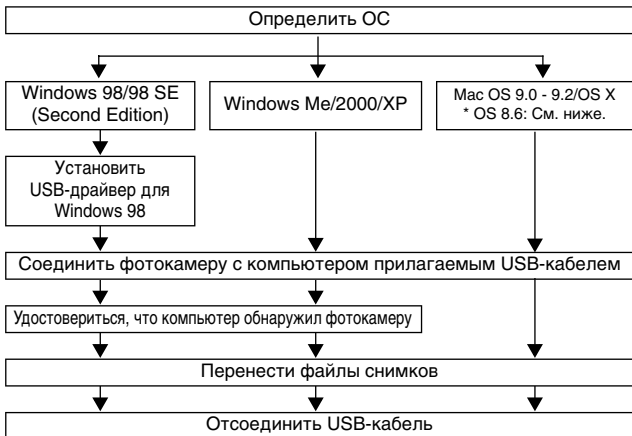 Определить ОС
Windows 98/98 SE
(Second Edition)
Windows Me/2000/XP
Mac OS 9.0 - 9.2/OS X
* OS 8.6: См. ниже.
Установить
USB-драйвер для
Windows 98
Соединить фотокамеру с компьютером прилагаемым USB-кабелем
Удостовериться, что компьютер обнаружил фотокамеру
Перенести файлы снимков
Отсоединить USB-кабель